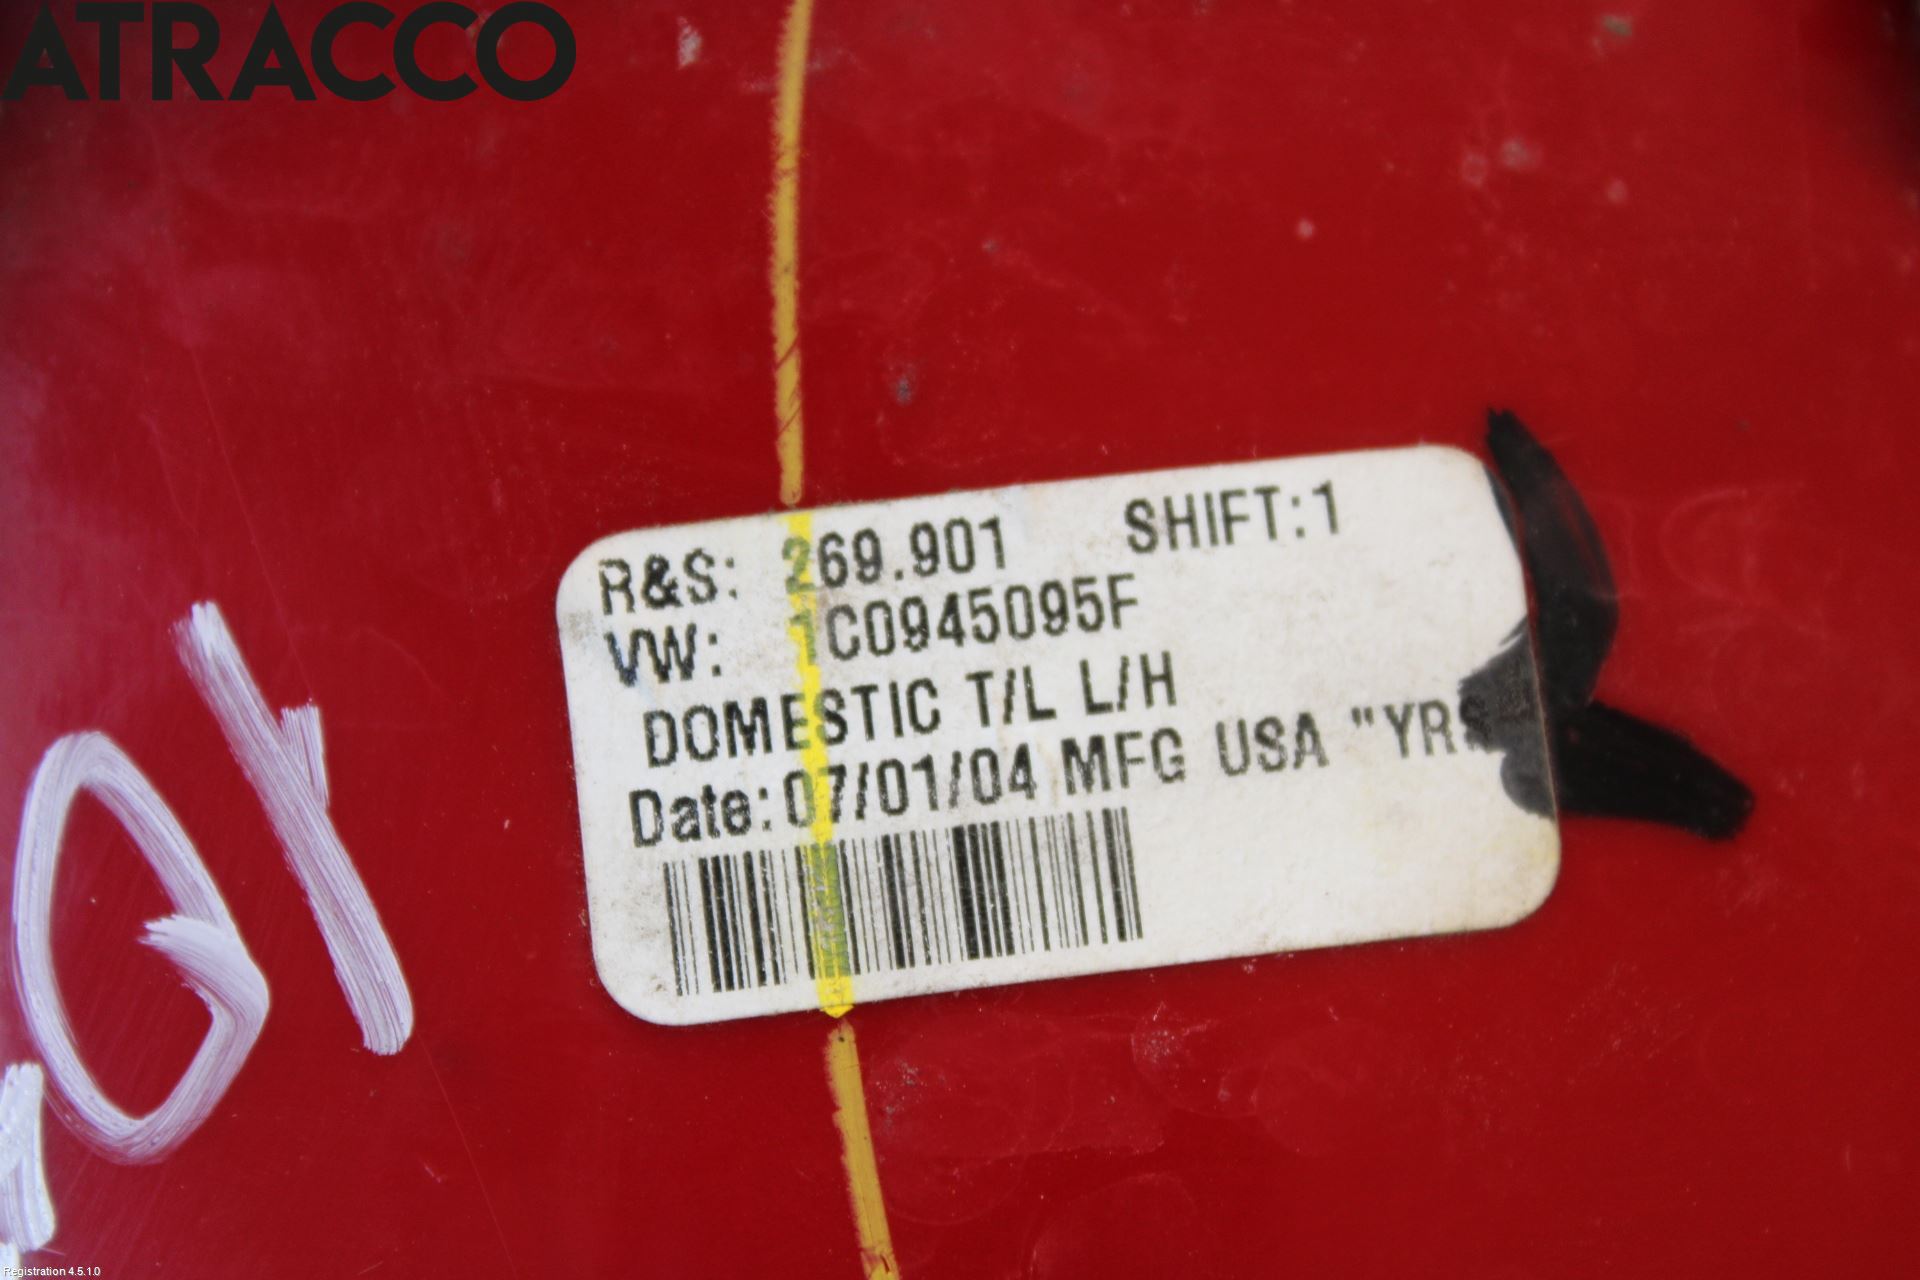 ATRACCO
R&S: 269.901 SHIFT:1
VW: 1C0945095F
DOMESTIC T/L L/H
Date:07/01/04 MFG USA "YRS
Registration 4.5.1.0